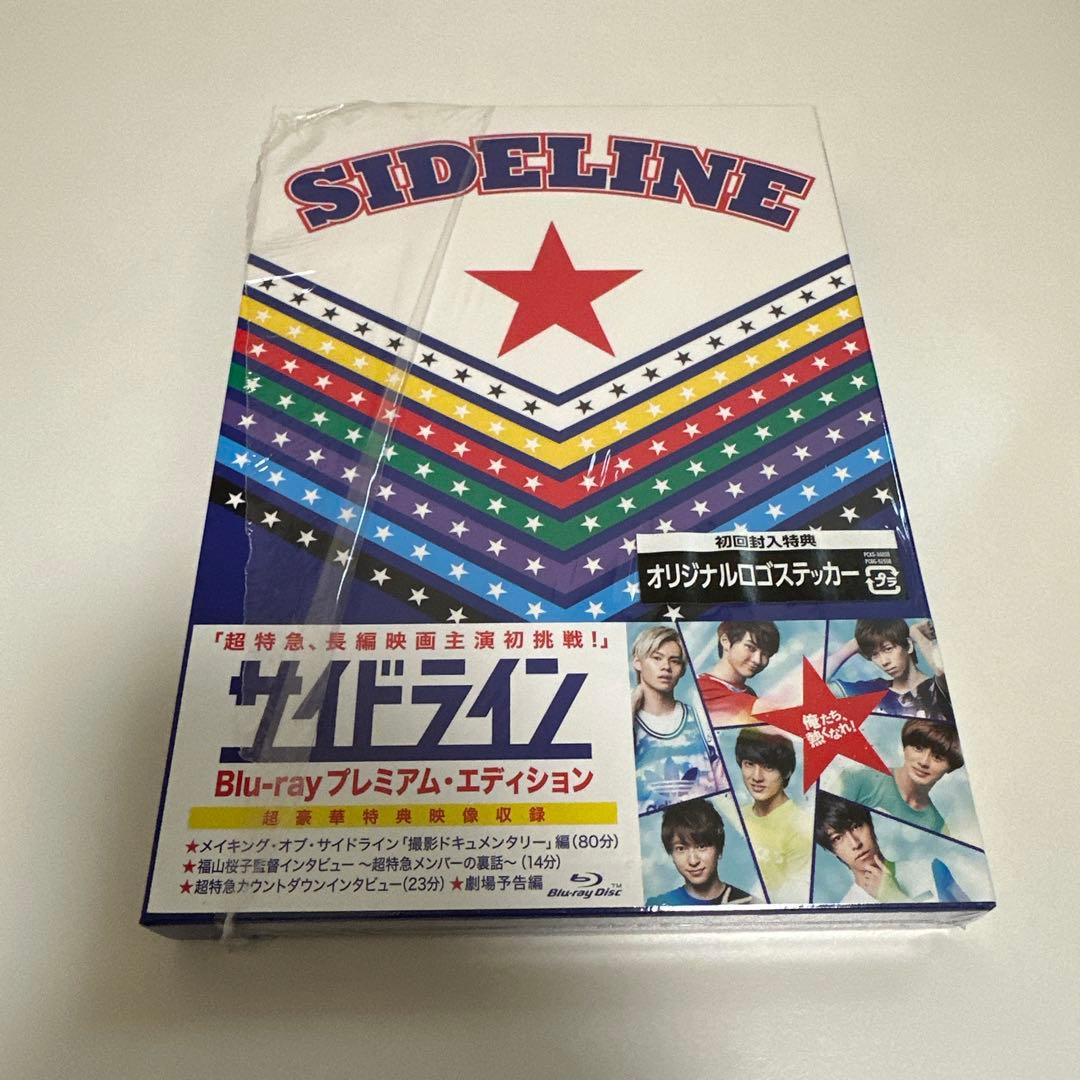 SIDELINE
初回封入特典
オリジナルロゴステッカー
プラ
「超特急、長編映画主演初挑戦!」
サイドライン
Blu-ray プレミアム・エディション
超豪華特典映像収録
★メイキング・オブ・サイドライン「撮影ドキュメンタリー」編(80分)
★福山桜子監督インタビュー ～超特急メンバーの裏話～(14分)
★超特急カウントダウンインタビュー(23分) ★劇場予告編
Blu-ray Disc™
俺たち、
熱くなれ!
adidas